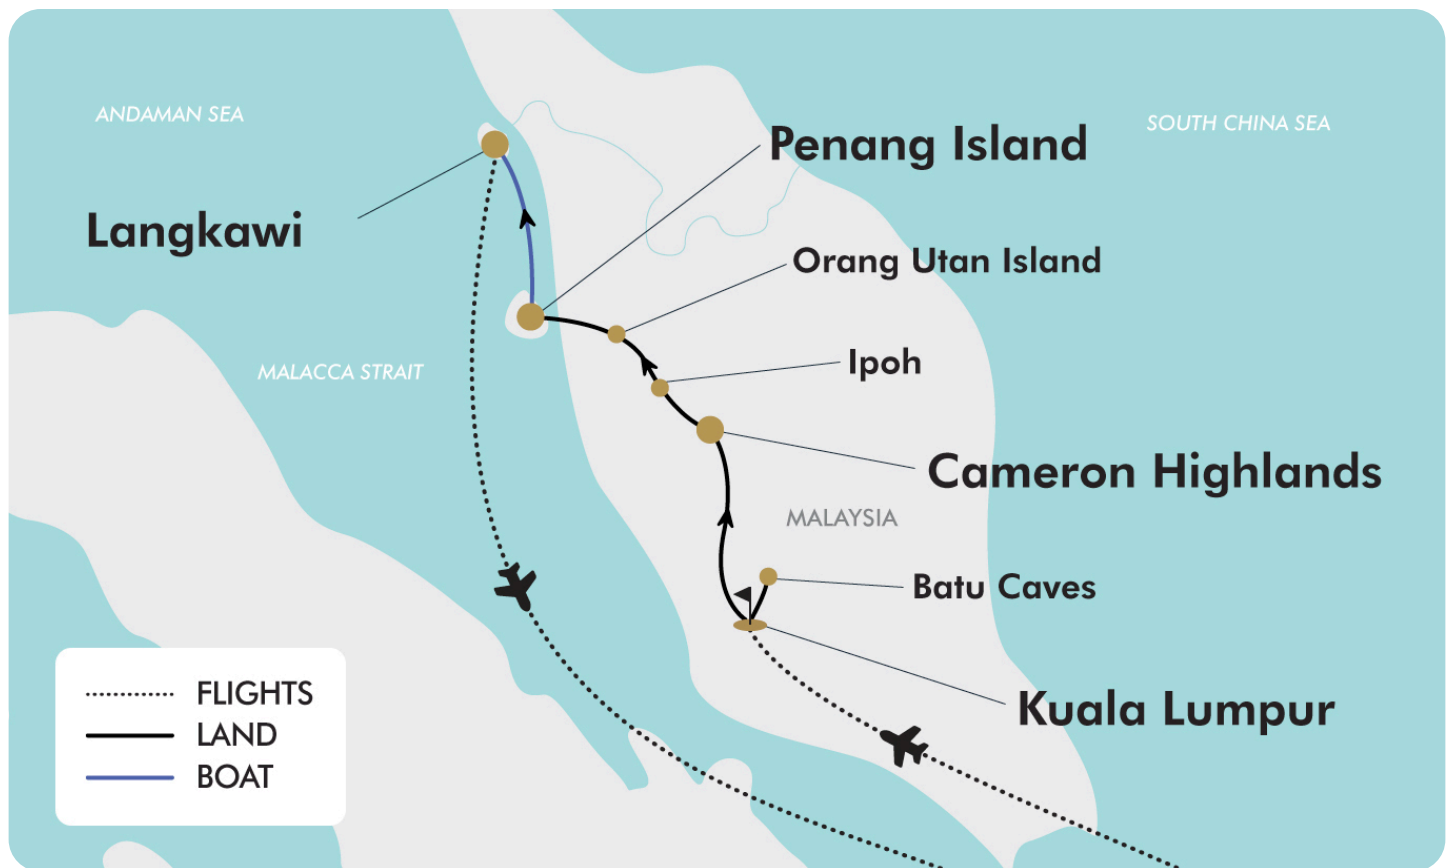 ANDAMAN SEA
SOUTH CHINA SEA
Penang Island
Langkawi
Orang Utan Island
Ipoh
MALACCA STRAIT
Cameron Highlands
MALAYSIA
Batu Caves
Kuala Lumpur
FLIGHTS
LAND
BOAT